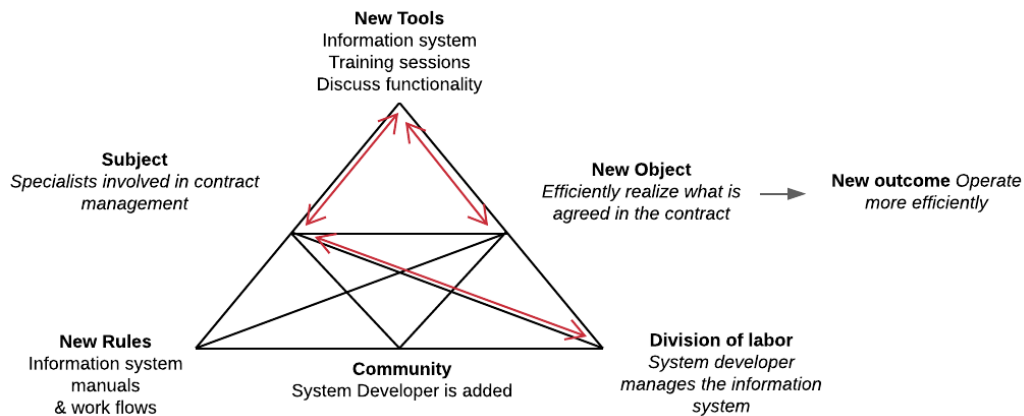 New Tools
Information system
Training sessions
Discuss functionality
Subject
Specialists involved in contract
management
New Object
Efficiently realize what is
agreed in the contract
New outcome Operate
more efficiently
New Rules
Information system
manuals
& work flows
Community
System Developer is added
Division of labor
System developer
manages the information
system